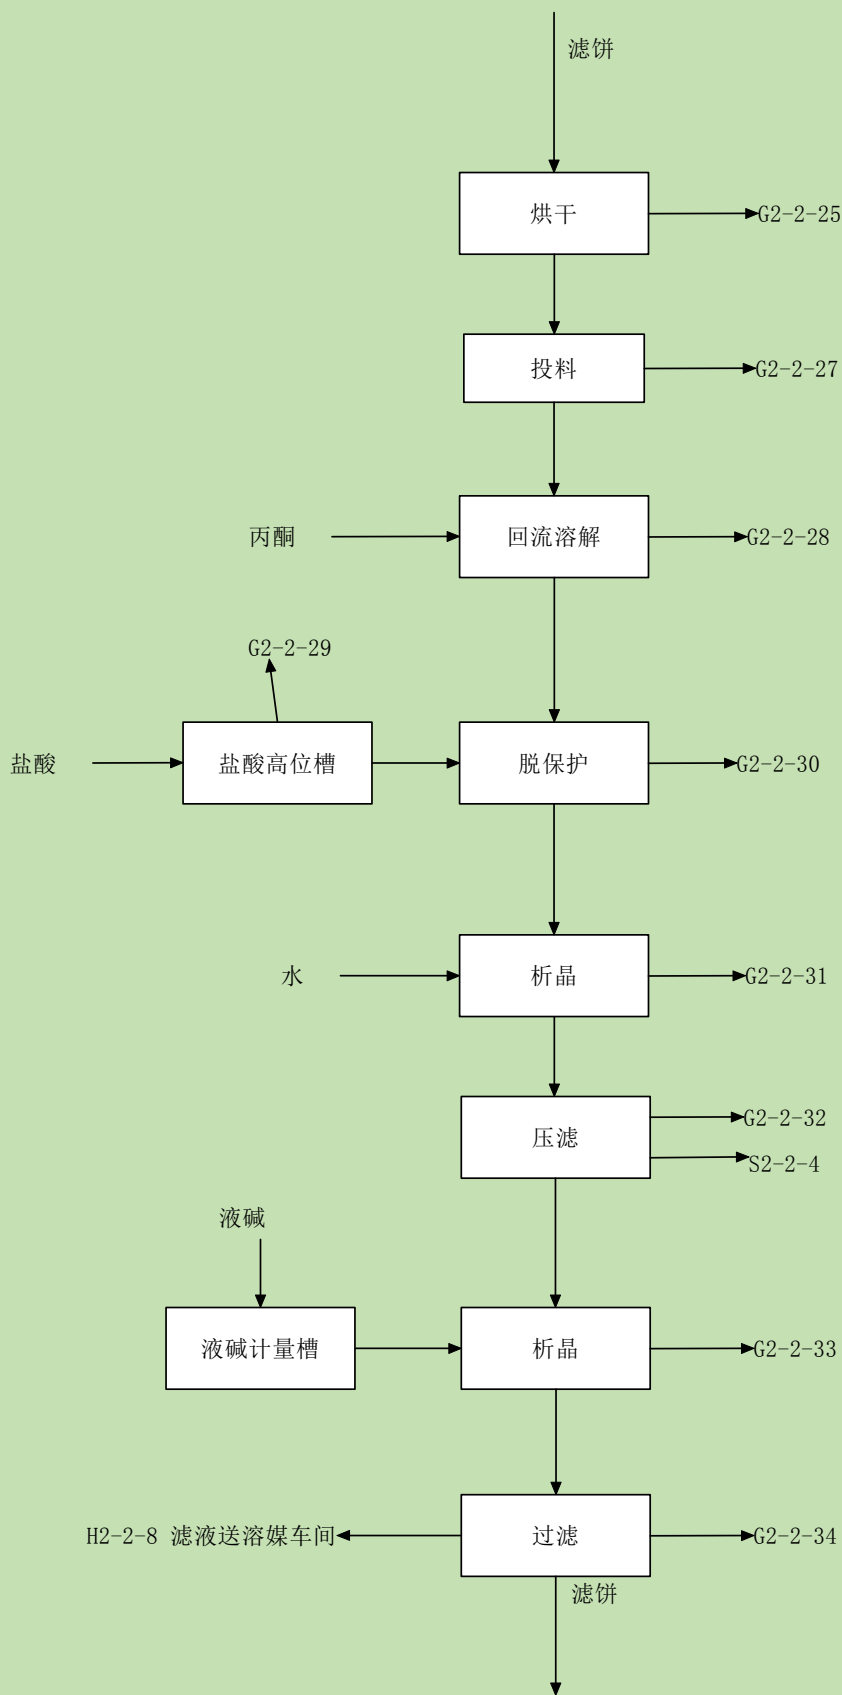 滤饼
烘干
G2-2-25
投料
G2-2-27
丙酮
回流溶解
G2-2-28
G2-2-29
盐酸
盐酸高位槽
脱保护
G2-2-30
水
析晶
G2-2-31
压滤
G2-2-32
S2-2-4
液碱
液碱计量槽
析晶
G2-2-33
H2-2-8 滤液送溶媒车间
过滤
G2-2-34
滤饼